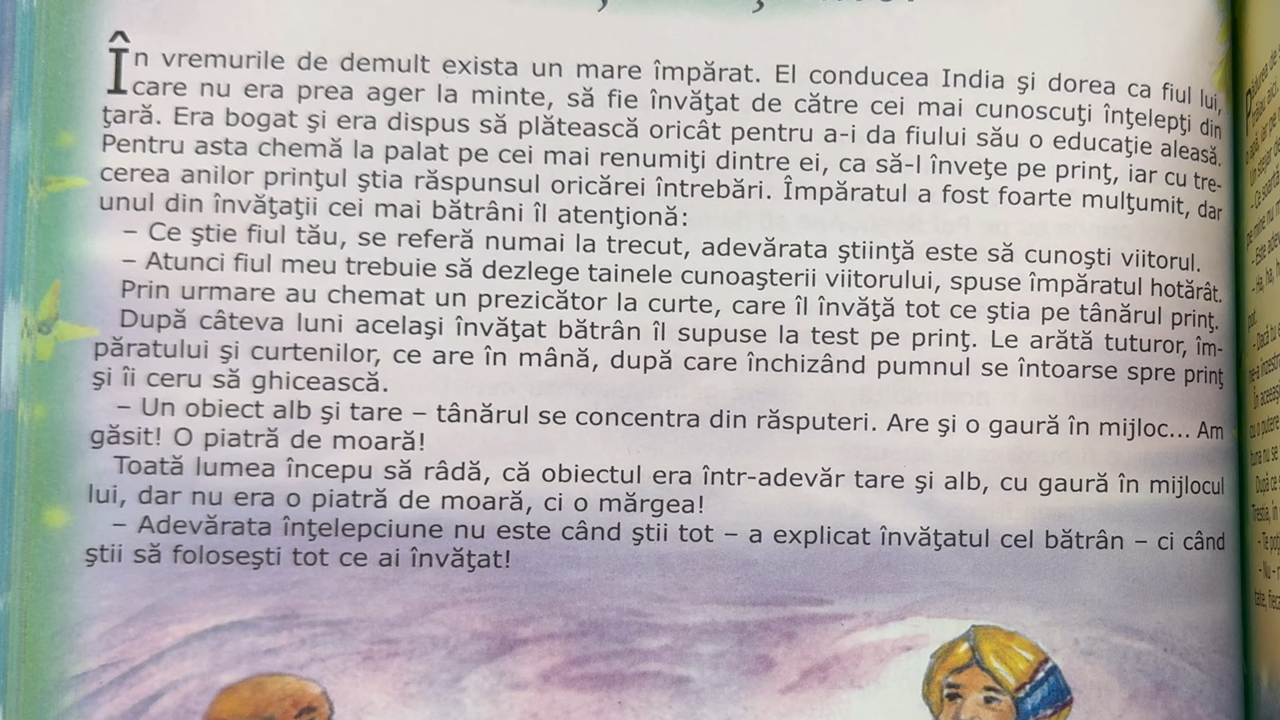 În vremurile de demult exista un mare împărat. El conducea India şi dorea ca fiul lui,
care nu era prea ager la minte, să fie învăţat de către cei mai cunoscuţi înţelepţi din
ţară. Era bogat şi era dispus să plătească oricât pentru a-i da fiului său o educaţie aleasă.
Pentru asta chemă la palat pe cei mai renumiţi dintre ei, ca să-l înveţe pe prinţ, iar cu tre-
cerea anilor prinţul ştia răspunsul oricărei întrebări. Împăratul a fost foarte mulţumit, dar
unul din învăţaţii cei mai bătrâni îl atenţionă:
– Ce ştie fiul tău, se referă numai la trecut, adevărata ştiinţă este să cunoşti viitorul.
– Atunci fiul meu trebuie să dezlege tainele cunoaşterii viitorului, spuse împăratul hotărât.
Prin urmare au chemat un prezicător la curte, care îl învăţă tot ce ştia pe tânărul prinţ.
După câteva luni acelaşi învăţat bătrân îl supuse la test pe prinţ. Le arătă tuturor, îm-
păratului şi curtenilor, ce are în mână, după care închizând pumnul se întoarse spre prinţ
şi îi ceru să ghicească.
– Un obiect alb şi tare – tânărul se concentra din răsputeri. Are şi o gaură în mijloc... Am
găsit! O piatră de moară!
Toată lumea începu să râdă, că obiectul era într-adevăr tare şi alb, cu gaură în mijlocul
lui, dar nu era o piatră de moară, ci o mărgea!
– Adevărata înţelepciune nu este când ştii tot – a explicat învăţatul cel bătrân – ci când
ştii să foloseşti tot ce ai învăţat!